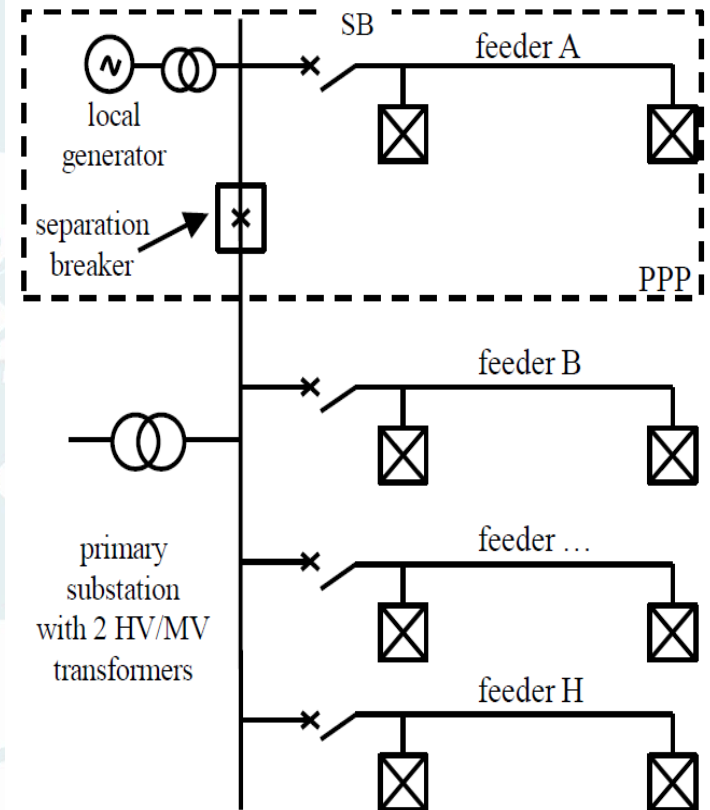 SB
feeder A
local
generator
separation
breaker
PPP
feeder B
primary
substation
with 2 HV/MV
transformers
feeder ...
feeder H